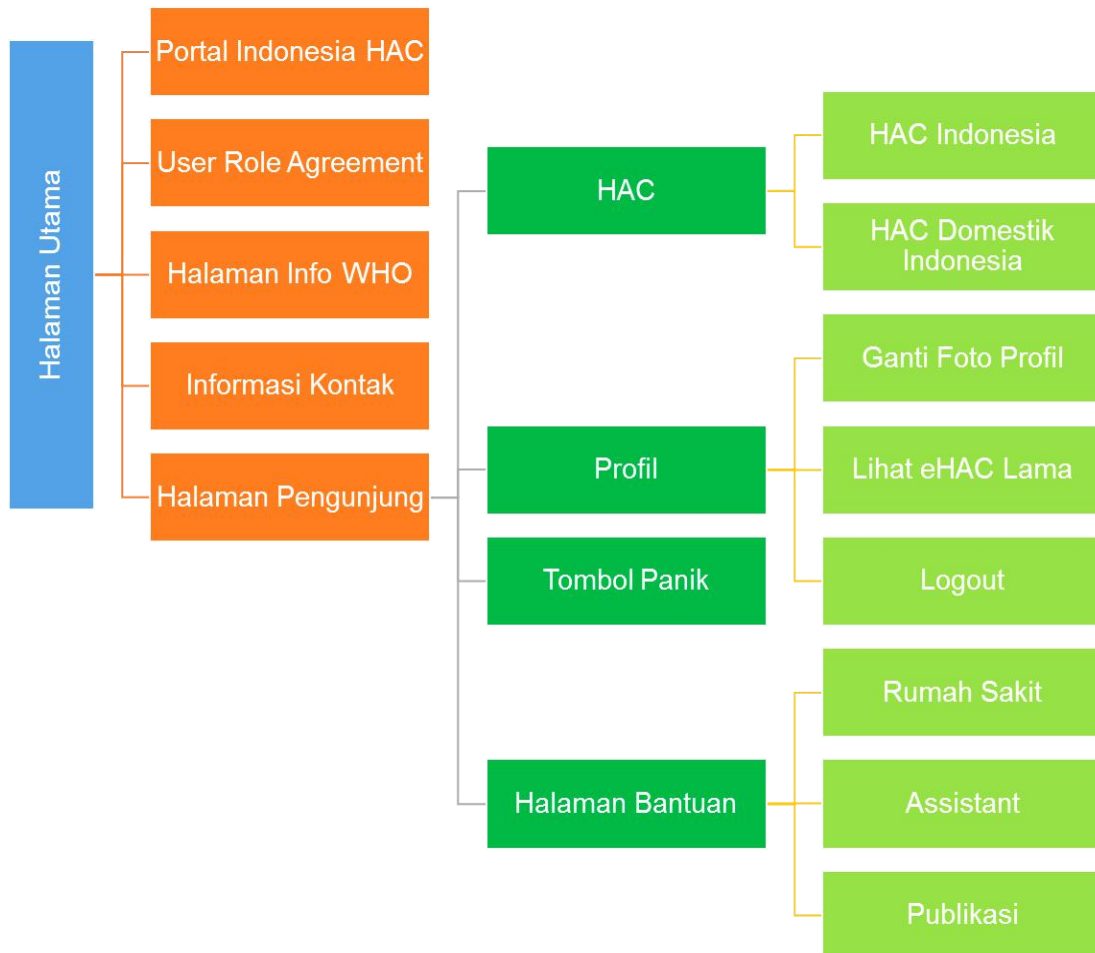 Halaman Utama
Portal Indonesia HAC
User Role Agreement
Halaman Info WHO
Informasi Kontak
Halaman Pengunjung
HAC
Profil
Tombol Panik
Halaman Bantuan
HAC Indonesia
HAC Domestik
Indonesia
Ganti Foto Profil
Lihat eHAC Lama
Logout
Rumah Sakit
Assistant
Publikasi